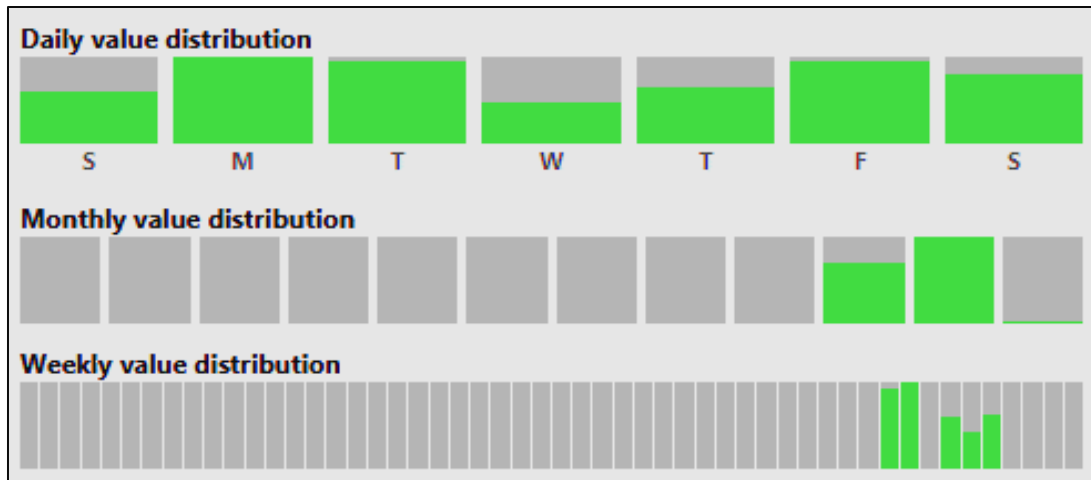 Daily value distribution
S M T W T F S
Monthly value distribution
Weekly value distribution